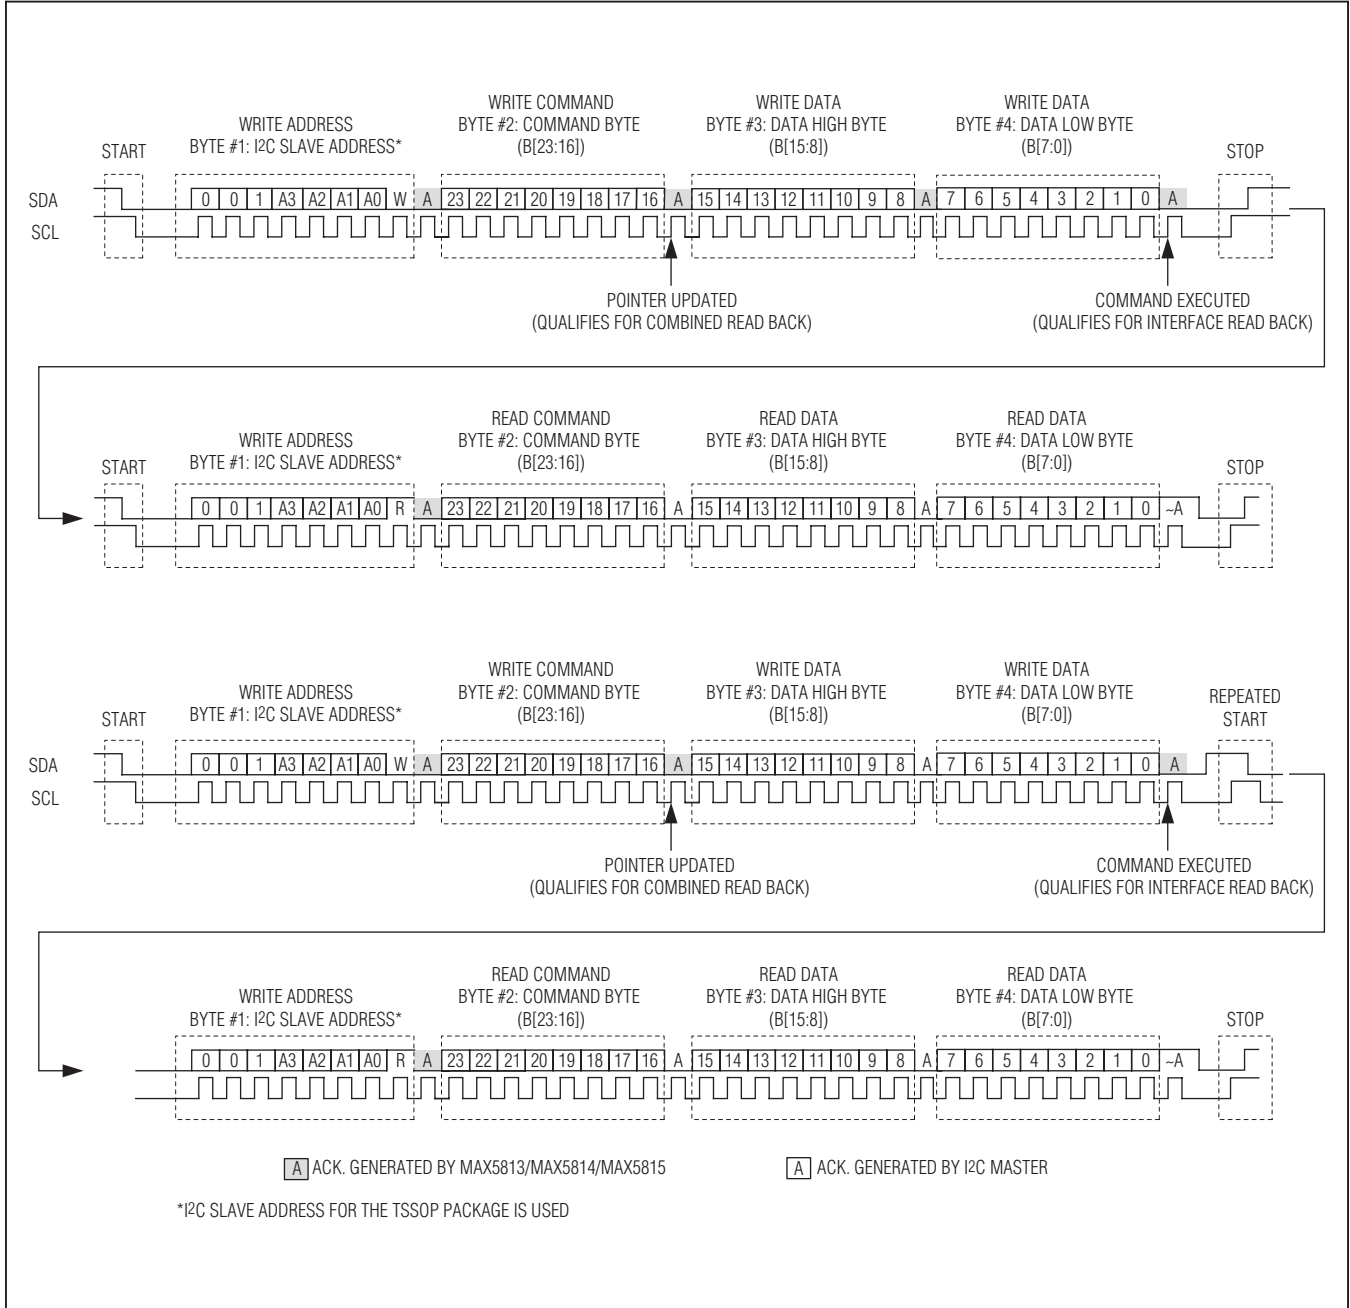 WRITE COMMAND WRITE DATA WRITE DATA
WRITE ADDRESS BYTE #2: COMMAND BYTE BYTE #3: DATA HIGH BYTE BYTE #4: DATA LOW BYTE
START BYTE #1: I2C SLAVE ADDRESS* (B[23:16]) (B[15:8]) (B[7:0]) STOP
SDA 0 0 1 A3 A2 A1 A0 W A 23 22 21 20 19 18 17 16 A 15 14 13 12 11 10 9 8 A 7 6 5 4 3 2 1 0 A
SCL
POINTER UPDATED COMMAND EXECUTED
(QUALIFIES FOR COMBINED READ BACK) (QUALIFIES FOR INTERFACE READ BACK)
READ COMMAND READ DATA READ DATA
WRITE ADDRESS BYTE #2: COMMAND BYTE BYTE #3: DATA HIGH BYTE BYTE #4: DATA LOW BYTE
START BYTE #1: I2C SLAVE ADDRESS* (B[23:16]) (B[15:8]) (B[7:0]) STOP
0 0 1 A3 A2 A1 A0 R A 23 22 21 20 19 18 17 16 A 15 14 13 12 11 10 9 8 A 7 6 5 4 3 2 1 0 ~A
WRITE COMMAND WRITE DATA WRITE DATA
WRITE ADDRESS BYTE #2: COMMAND BYTE BYTE #3: DATA HIGH BYTE BYTE #4: DATA LOW BYTE REPEATED
START BYTE #1: I2C SLAVE ADDRESS* (B[23:16]) (B[15:8]) (B[7:0]) START
SDA 0 0 1 A3 A2 A1 A0 W A 23 22 21 20 19 18 17 16 A 15 14 13 12 11 10 9 8 A 7 6 5 4 3 2 1 0 A
SCL
POINTER UPDATED COMMAND EXECUTED
(QUALIFIES FOR COMBINED READ BACK) (QUALIFIES FOR INTERFACE READ BACK)
READ COMMAND READ DATA READ DATA
WRITE ADDRESS BYTE #2: COMMAND BYTE BYTE #3: DATA HIGH BYTE BYTE #4: DATA LOW BYTE
BYTE #1: I2C SLAVE ADDRESS* (B[23:16]) (B[15:8]) (B[7:0]) STOP
0 0 1 A3 A2 A1 A0 R A 23 22 21 20 19 18 17 16 A 15 14 13 12 11 10 9 8 A 7 6 5 4 3 2 1 0 ~A
A ACK. GENERATED BY MAX5813/MAX5814/MAX5815 A ACK. GENERATED BY I2C MASTER
*I2C SLAVE ADDRESS FOR THE TSSOP PACKAGE IS USED